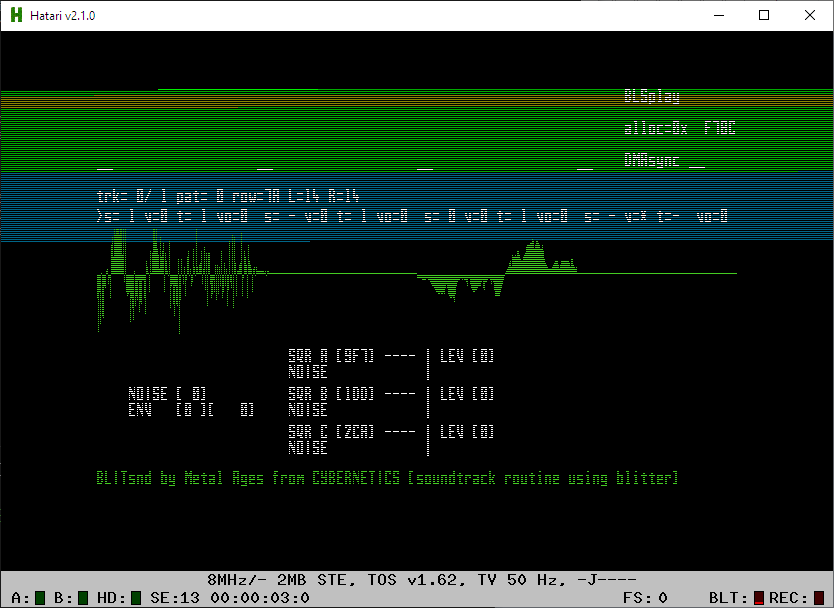 Hatari v2.1.0
BLSplay
alloc=0x F78C
DMAsync __
trk= 0/ 1 pat= 0 row=78 L=14 R=14
>s= 1 v=0 t= 1 vo=0 s= - v=0 t= 1 vo=0 s= 0 v=0 t= 1 vo=0 s= - v=X t=- vo=0
SQR A [9F7] ---- | LEV [0]
NOISE |
NOISE [ 0] SQR B [1DD] ---- | LEV [0]
ENV [0 ][ 0] NOISE |
SQR C [2CA] ---- | LEV [0]
NOISE |
BLITsnd by Metal Ages from CYBERNETICS [soundtrack routine using blitter]
8MHz/- 2MB STE, TOS v1.62, TV 50 Hz, -J----
A: B: HD: SE:13 00:00:03:0 FS: 0 BLT: REC: